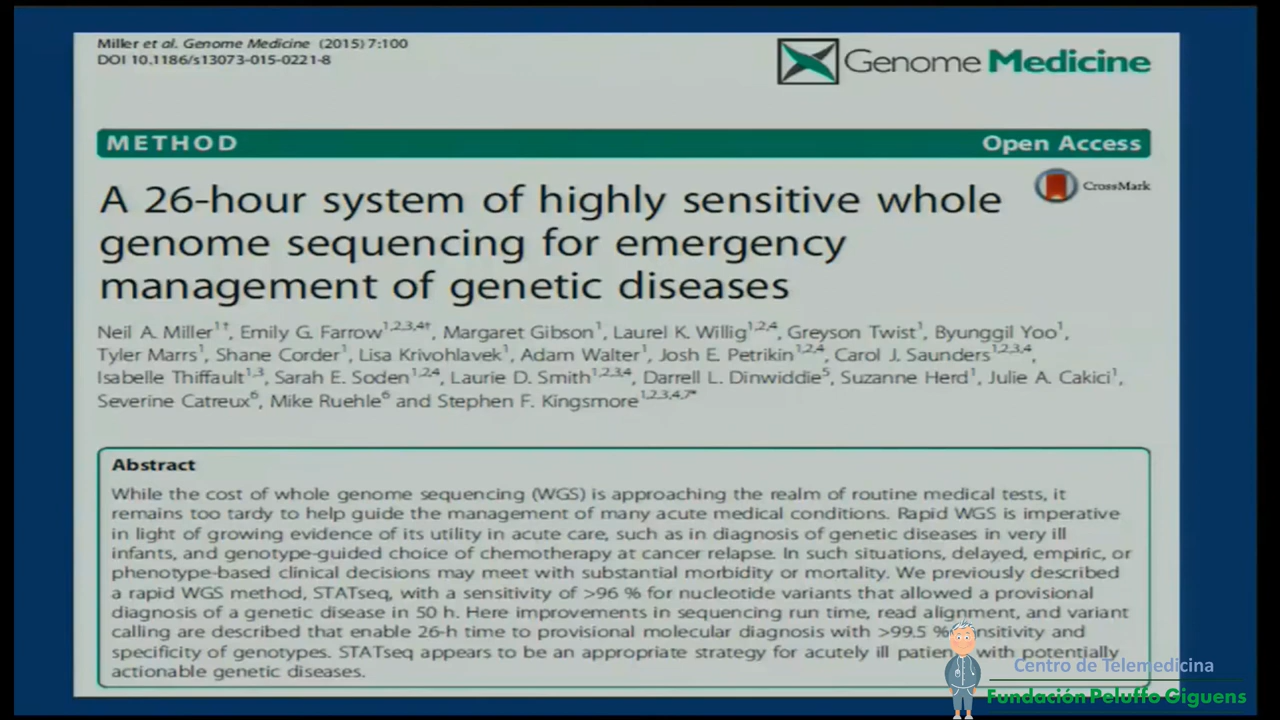 Miller et al. Genome Medicine (2015) 7:100
DOI 10.1186/s13073-015-0221-8
Genome Medicine
METHOD
Open Access
A 26-hour system of highly sensitive whole
genome sequencing for emergency
management of genetic diseases
CrossMark
Neil A. Miller1†, Emily G. Farrow1,2,3,4†, Margaret Gibson1, Laurel K. Willig1,2,4, Greyson Twist1, Byunggil Yoo1,
Tyler Marrs1, Shane Corder1, Lisa Krivohlavek1, Adam Walter1, Josh E. Petrikin1,2,4, Carol J. Saunders1,2,3,4,
Isabelle Thiffault1,3, Sarah E. Soden1,2,4, Laurie D. Smith1,2,3,4, Darrell L. Dinwiddie5, Suzanne Herd1, Julie A. Cakici1,
Severine Catreux6, Mike Ruehle6 and Stephen F. Kingsmore1,2,3,4,7*
Abstract
While the cost of whole genome sequencing (WGS) is approaching the realm of routine medical tests, it
remains too tardy to help guide the management of many acute medical conditions. Rapid WGS is imperative
in light of growing evidence of its utility in acute care, such as in diagnosis of genetic diseases in very ill
infants, and genotype-guided choice of chemotherapy at cancer relapse. In such situations, delayed, empiric, or
phenotype-based clinical decisions may meet with substantial morbidity or mortality. We previously described
a rapid WGS method, STATseq, with a sensitivity of >96 % for nucleotide variants that allowed a provisional
diagnosis of a genetic disease in 50 h. Here improvements in sequencing run time, read alignment, and variant
calling are described that enable 26-h time to provisional molecular diagnosis with >99.5 % and
specificity of genotypes. STATseq appears to be an appropriate strategy for acutely ill with potentially
actionable genetic diseases.
Centro de Telemedicina
Fundación Peluffo Giguens